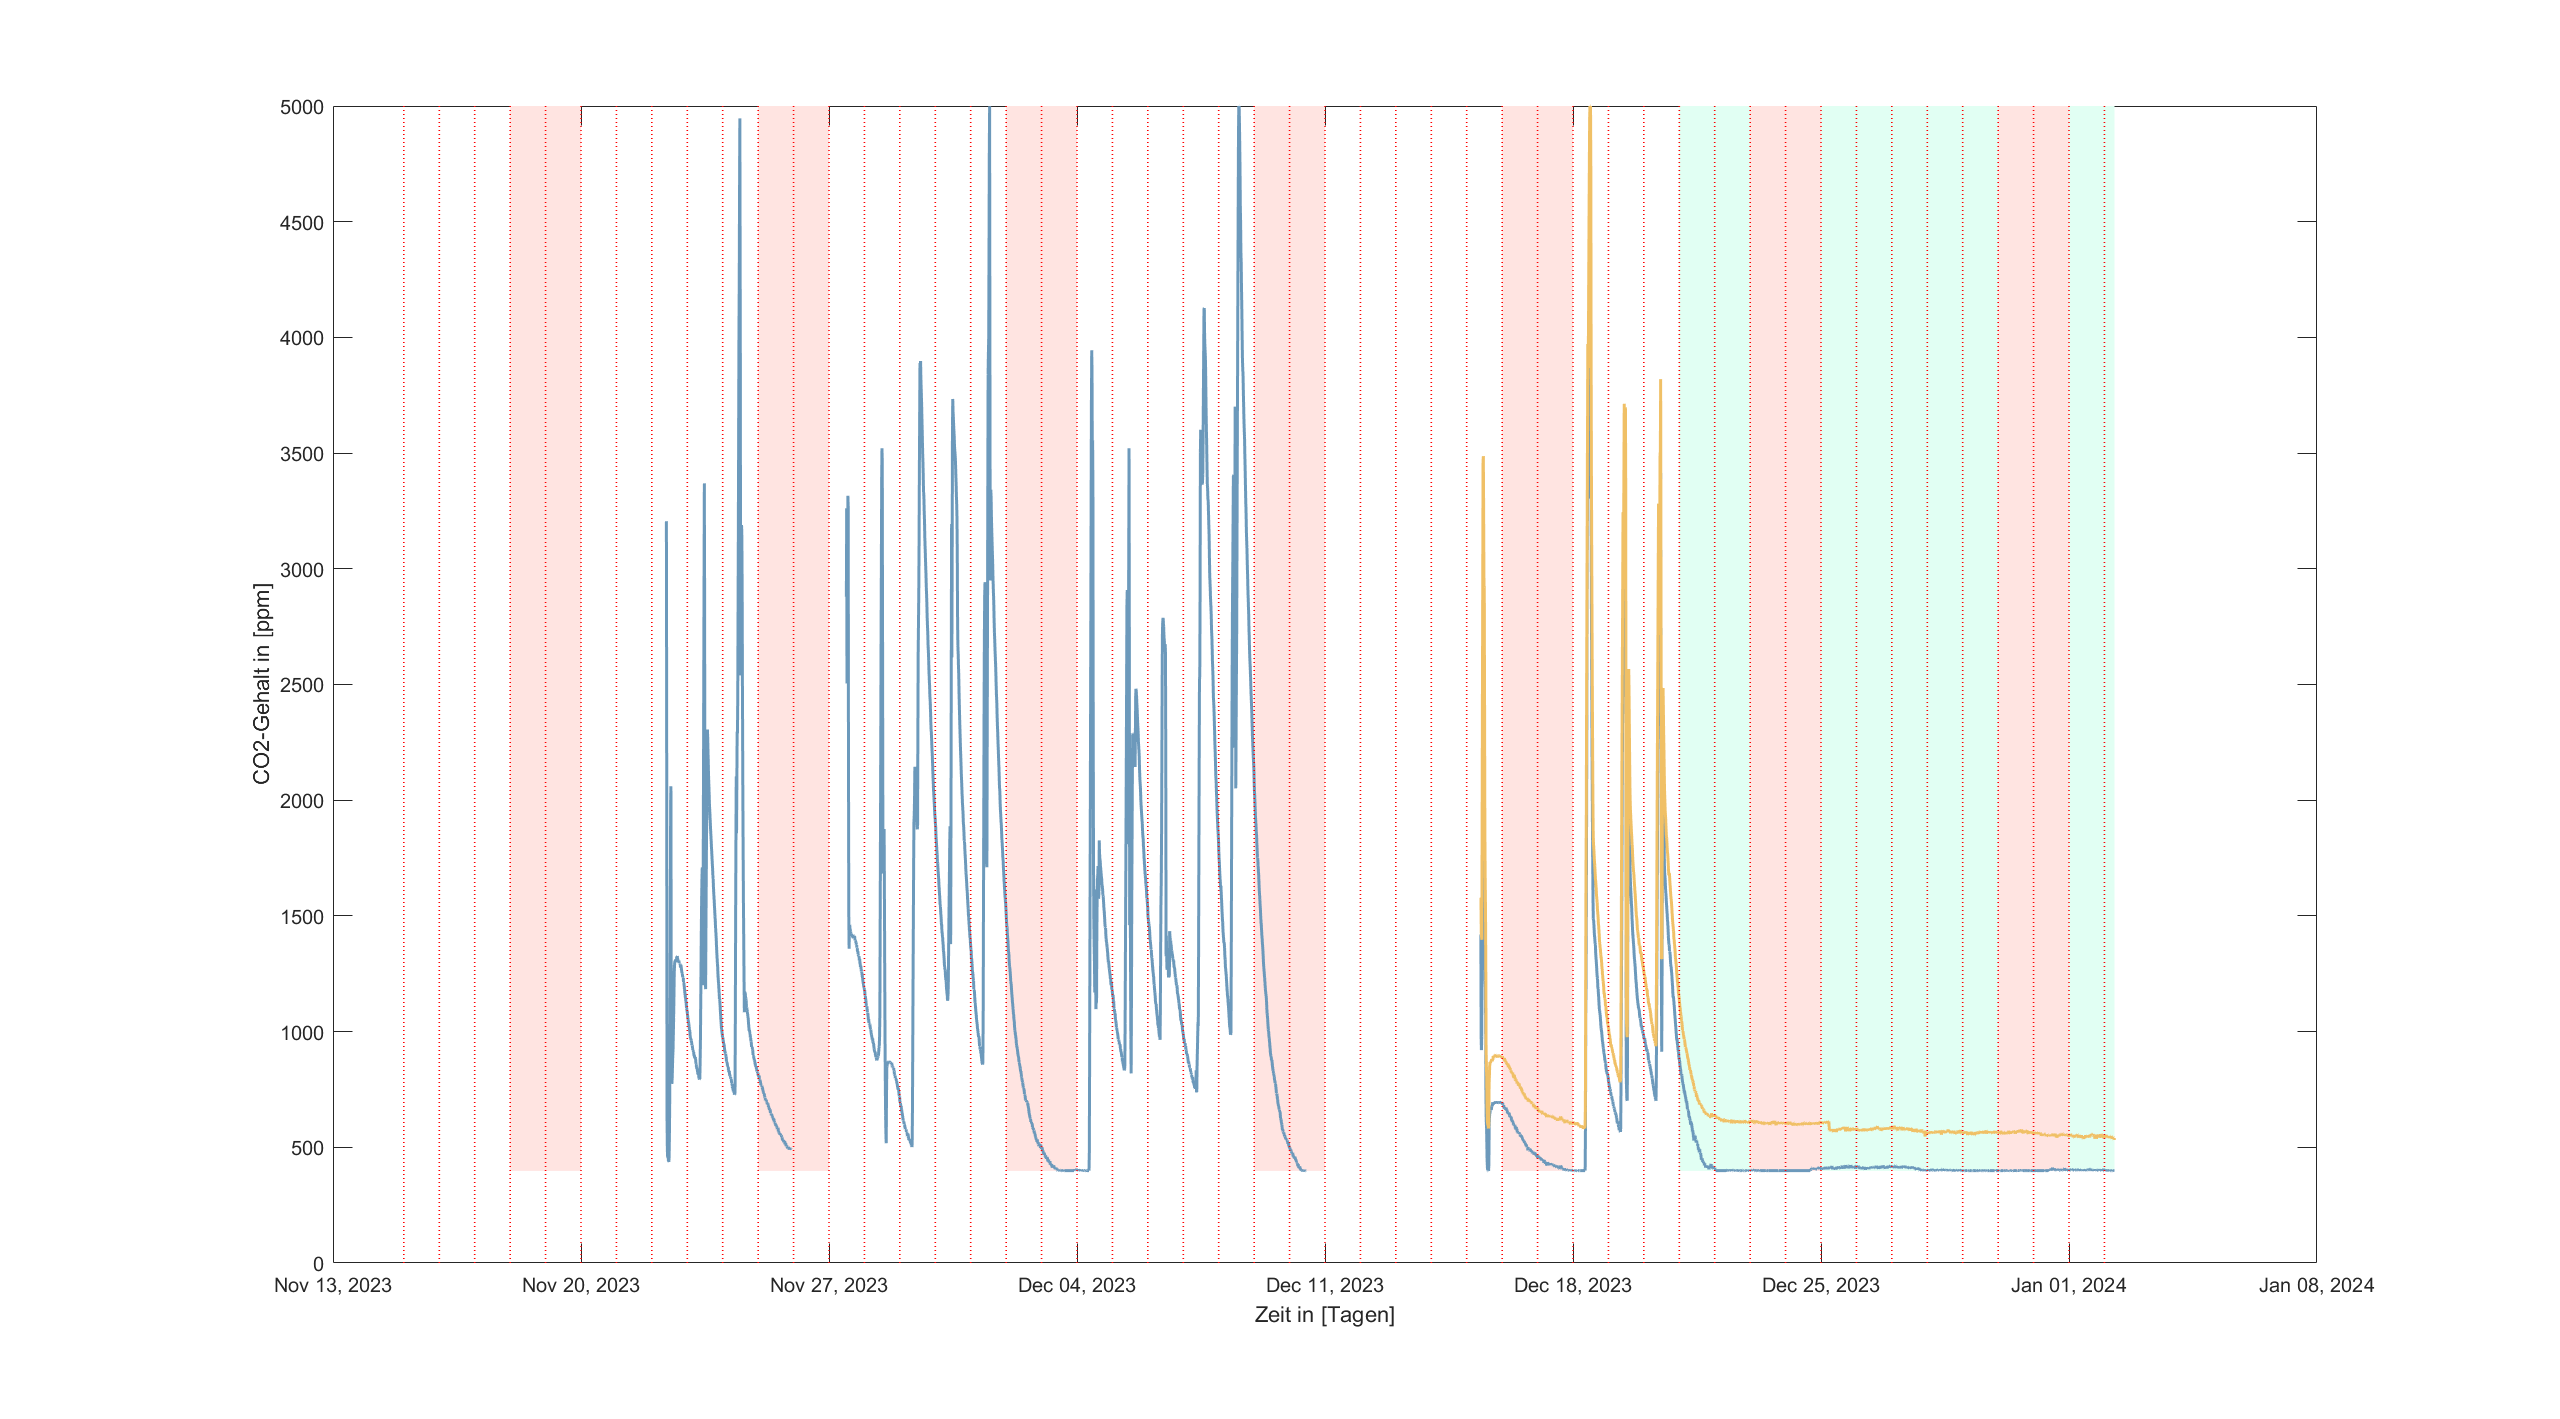 5000
4500
4000
3500
3000
2500
2000
1500
1000
500
0
CO2-Gehalt in [ppm]
Nov 13, 2023
Nov 20, 2023
Nov 27, 2023
Dec 04, 2023
Dec 11, 2023
Dec 18, 2023
Dec 25, 2023
Jan 01, 2024
Jan 08, 2024
Zeit in [Tagen]